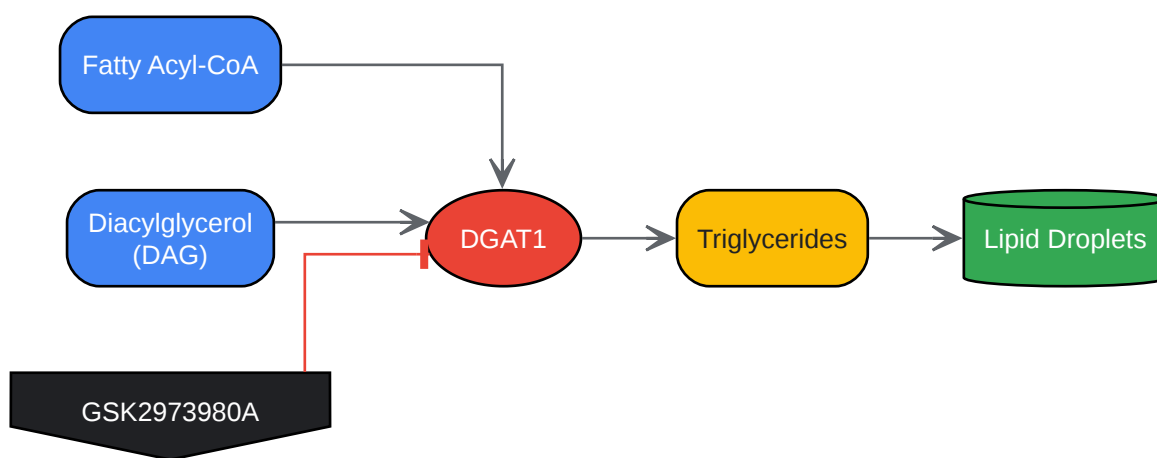 Fatty Acyl-CoA
Diacylglycerol
(DAG)
DGAT1
Triglycerides
Lipid Droplets
GSK2973980A